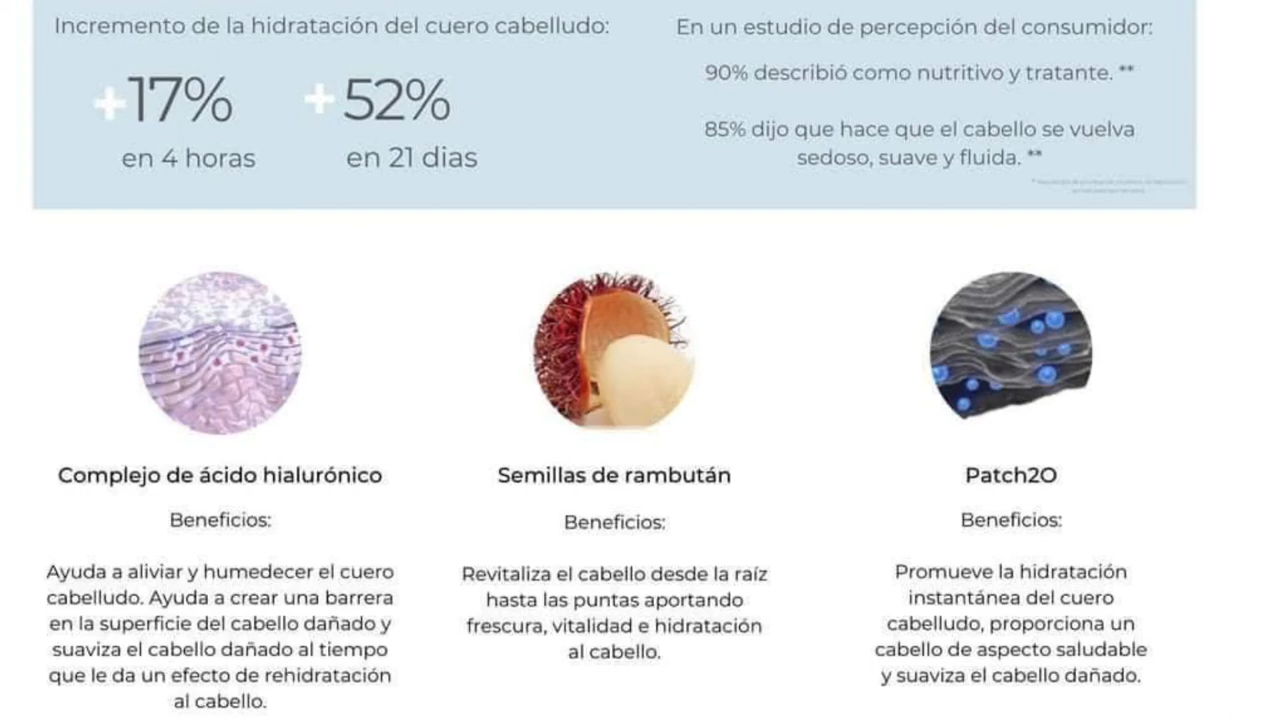 Incremento de la hidratación del cuero cabelludo:
+17%
en 4 horas
+52%
en 21 dias
En un estudio de percepción del consumidor:
90% describió como nutritivo y tratante. **
85% dijo que hace que el cabello se vuelva
sedoso, suave y fluida. **
Complejo de ácido hialurónico
Beneficios:
Ayuda a aliviar y humedecer el cuero
cabelludo. Ayuda a crear una barrera
en la superficie del cabello dañado y
suaviza el cabello dañado al tiempo
que le da un efecto de rehidratación
al cabello.
Semillas de rambután
Beneficios:
Revitaliza el cabello desde la raíz
hasta las puntas aportando
frescura, vitalidad e hidratación
al cabello.
Patch2O
Beneficios:
Promueve la hidratación
instantánea del cuero
cabelludo, proporciona un
cabello de aspecto saludable
y suaviza el cabello dañado.